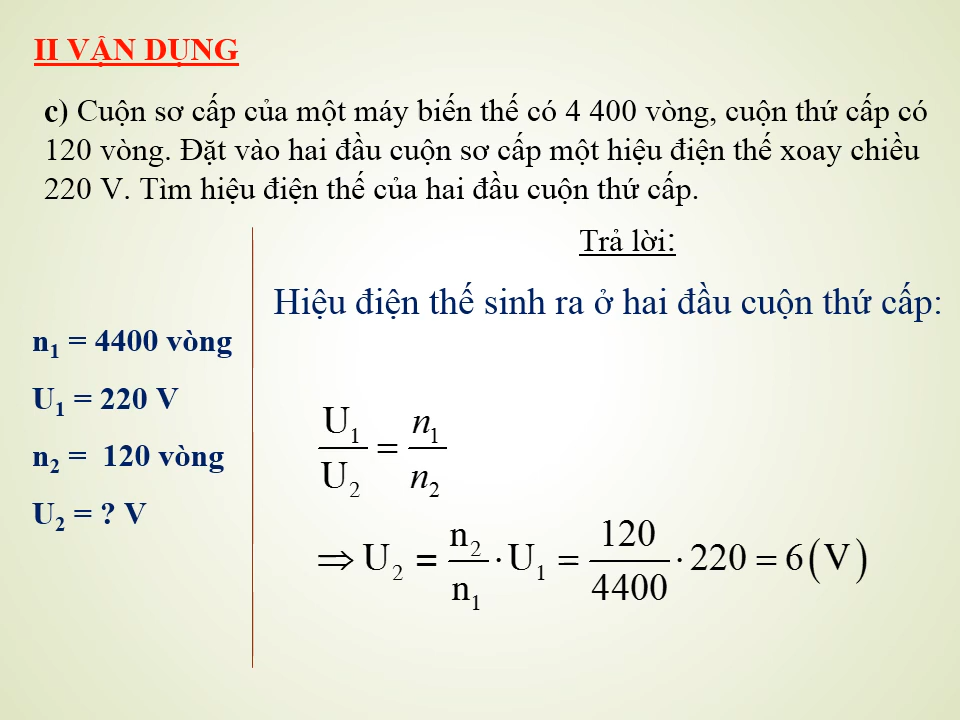 II VẬN DỤNG
c) Cuộn sơ cấp của một máy biến thế có 4 400 vòng, cuộn thứ cấp có
120 vòng. Đặt vào hai đầu cuộn sơ cấp một hiệu điện thế xoay chiều
220 V. Tìm hiệu điện thế của hai đầu cuộn thứ cấp.
Trả lời:
Hiệu điện thế sinh ra ở hai đầu cuộn thứ cấp:
n₁ = 4400 vòng
U₁ = 220 V
n₂ = 120 vòng
U₂ = ? V
U₁/U₂ = n₁/n₂
⇒ U₂ = n₂/n₁ · U₁ = 120/4400 · 220 = 6 (V)